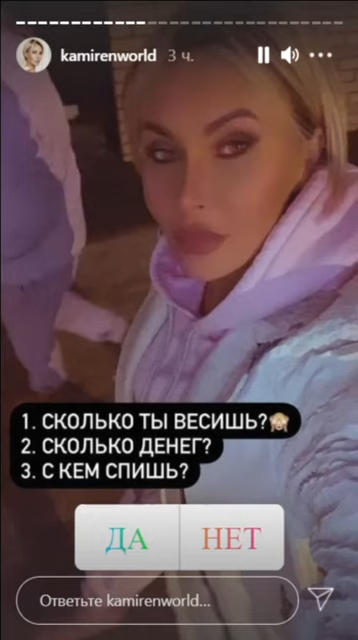 kamirenworld 3 ч.
1. СКОЛЬКО ТЫ ВЕСИШЬ?🙈
2. СКОЛЬКО ДЕНЕГ?
3. С КЕМ СПИШЬ?
ДА НЕТ
Ответьте kamirenworld...